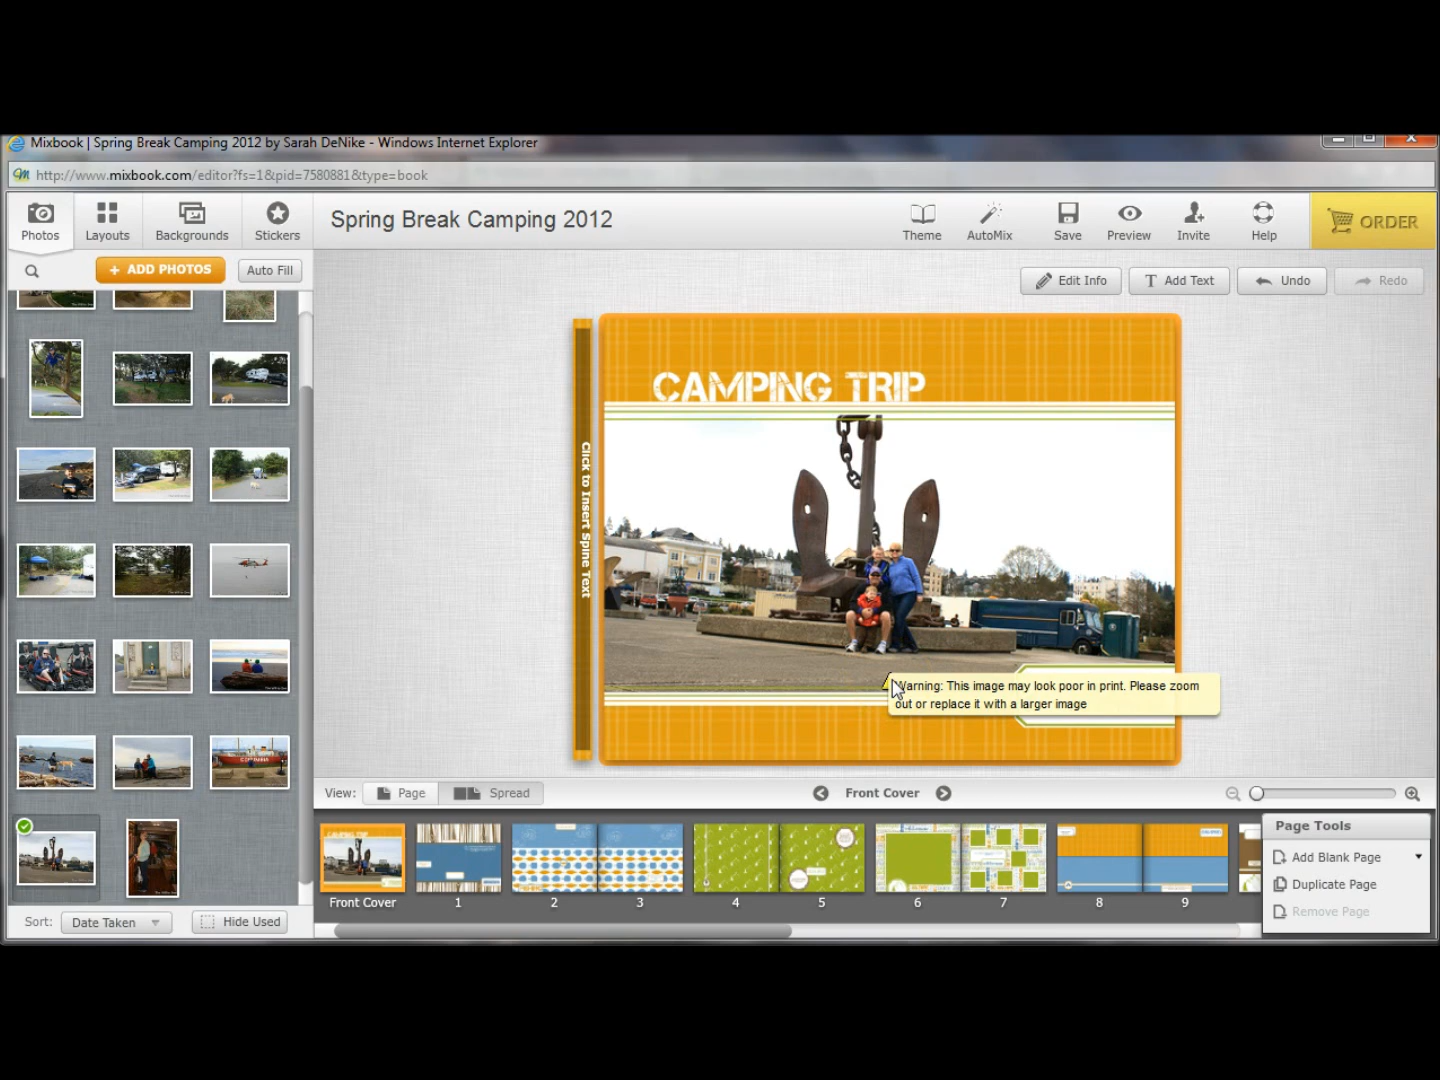 Mixbook | Spring Break Camping 2012 by Sarah DeNike - Windows Internet Explorer
http://www.mixbook.com/editor?fs=1&pid=7580881&type=book
Photos
Layouts
Backgrounds
Stickers
Spring Break Camping 2012
Theme
AutoMix
Save
Preview
Invite
Help
ORDER
+ ADD PHOTOS
Auto Fill
Edit Info
T Add Text
Undo
Redo
CAMPING TRIP
Click to Insert Spine Text
Warning: This image may look poor in print. Please zoom
out or replace it with a larger image
View:
Page
Spread
Front Cover
Page Tools
Add Blank Page
Duplicate Page
Remove Page
Front Cover
1
2
3
4
5
6
7
8
9
Sort:
Date Taken
Hide Used